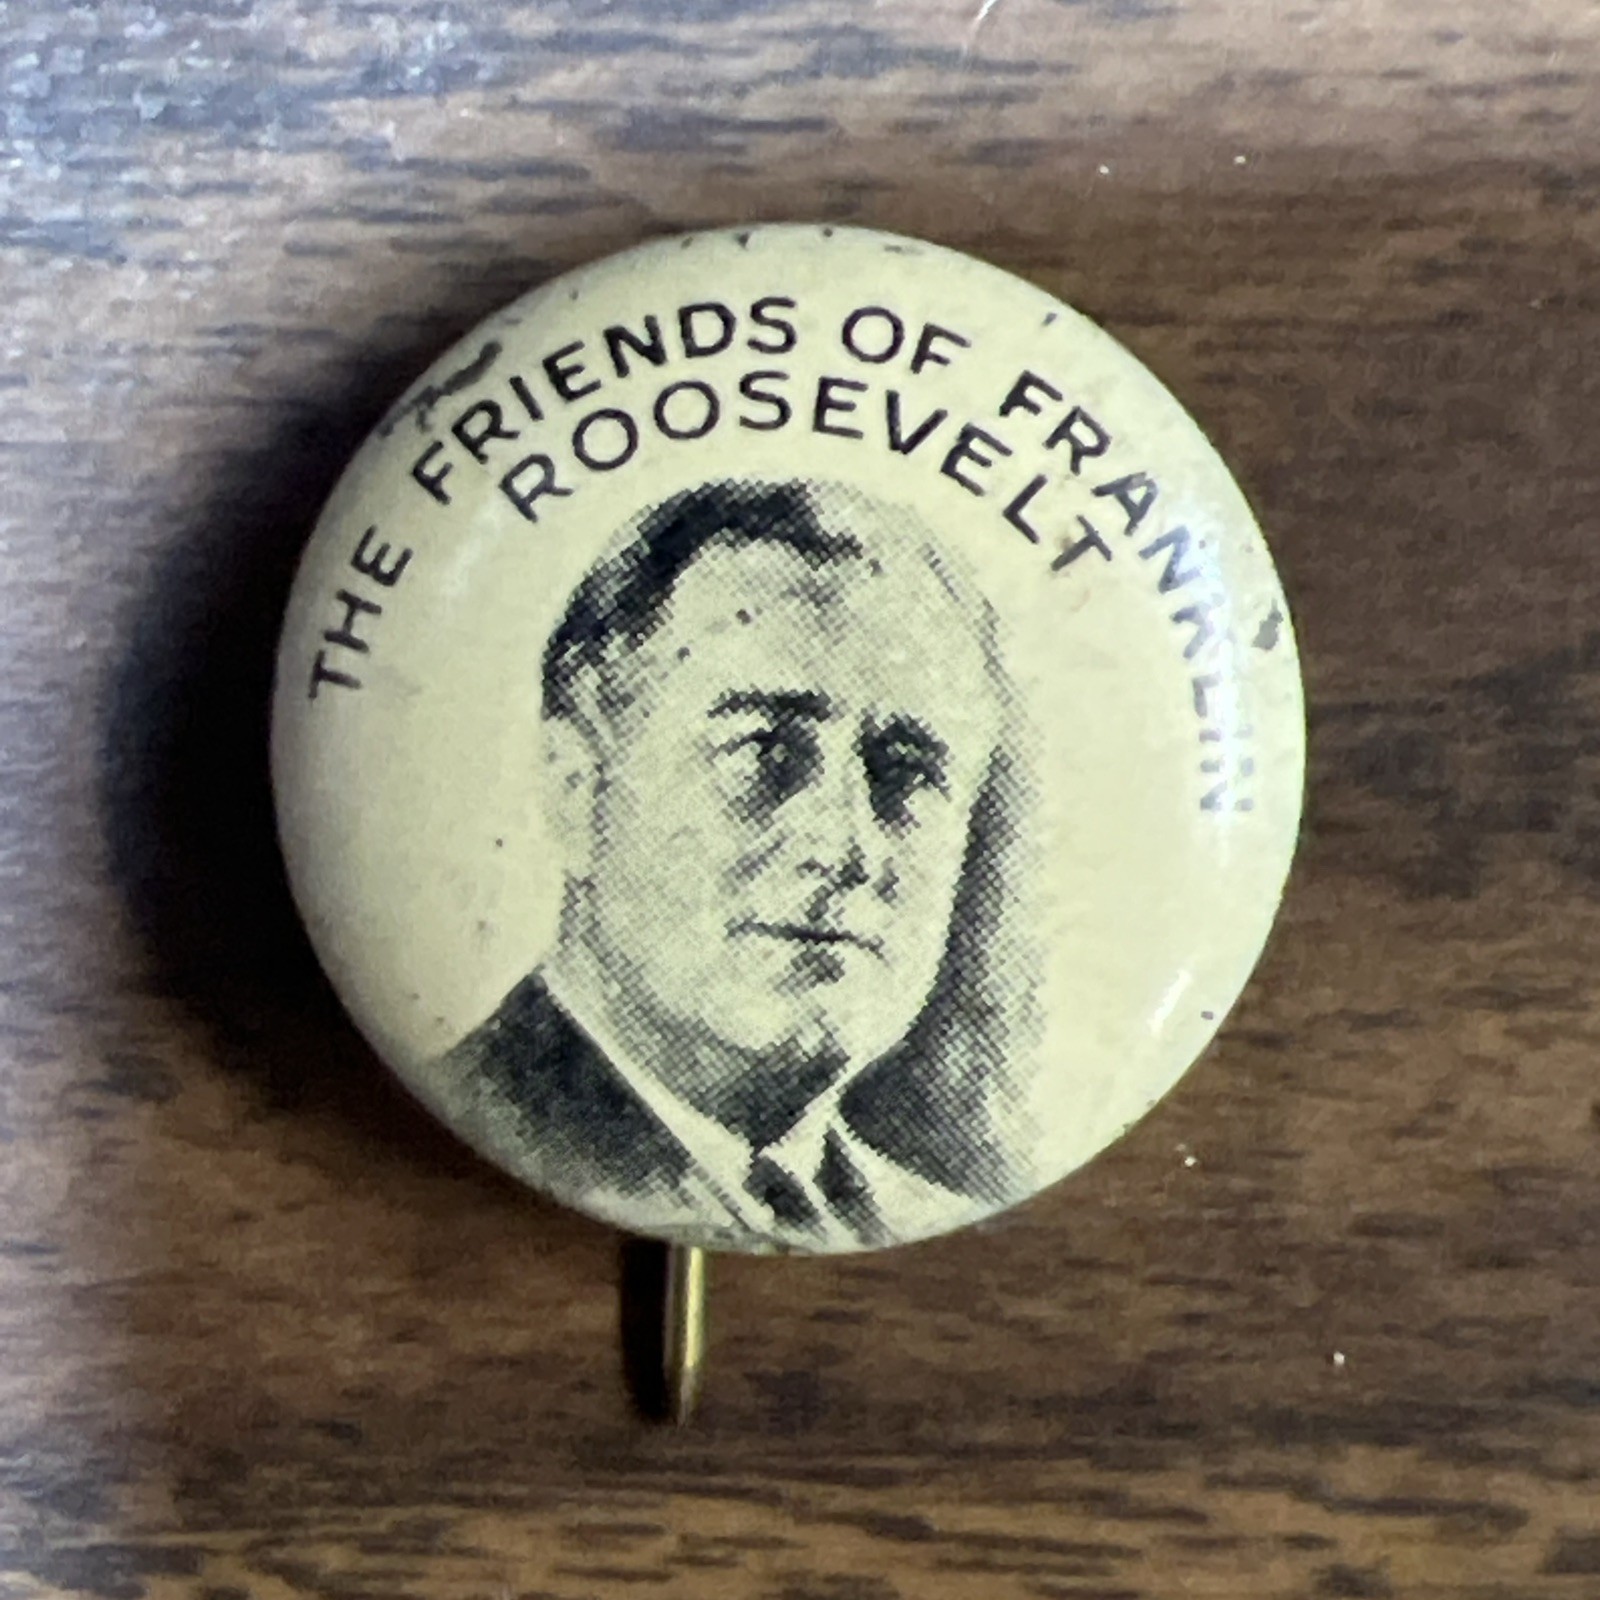 THE FRIENDS OF FRANKLIN
ROOSEVELT